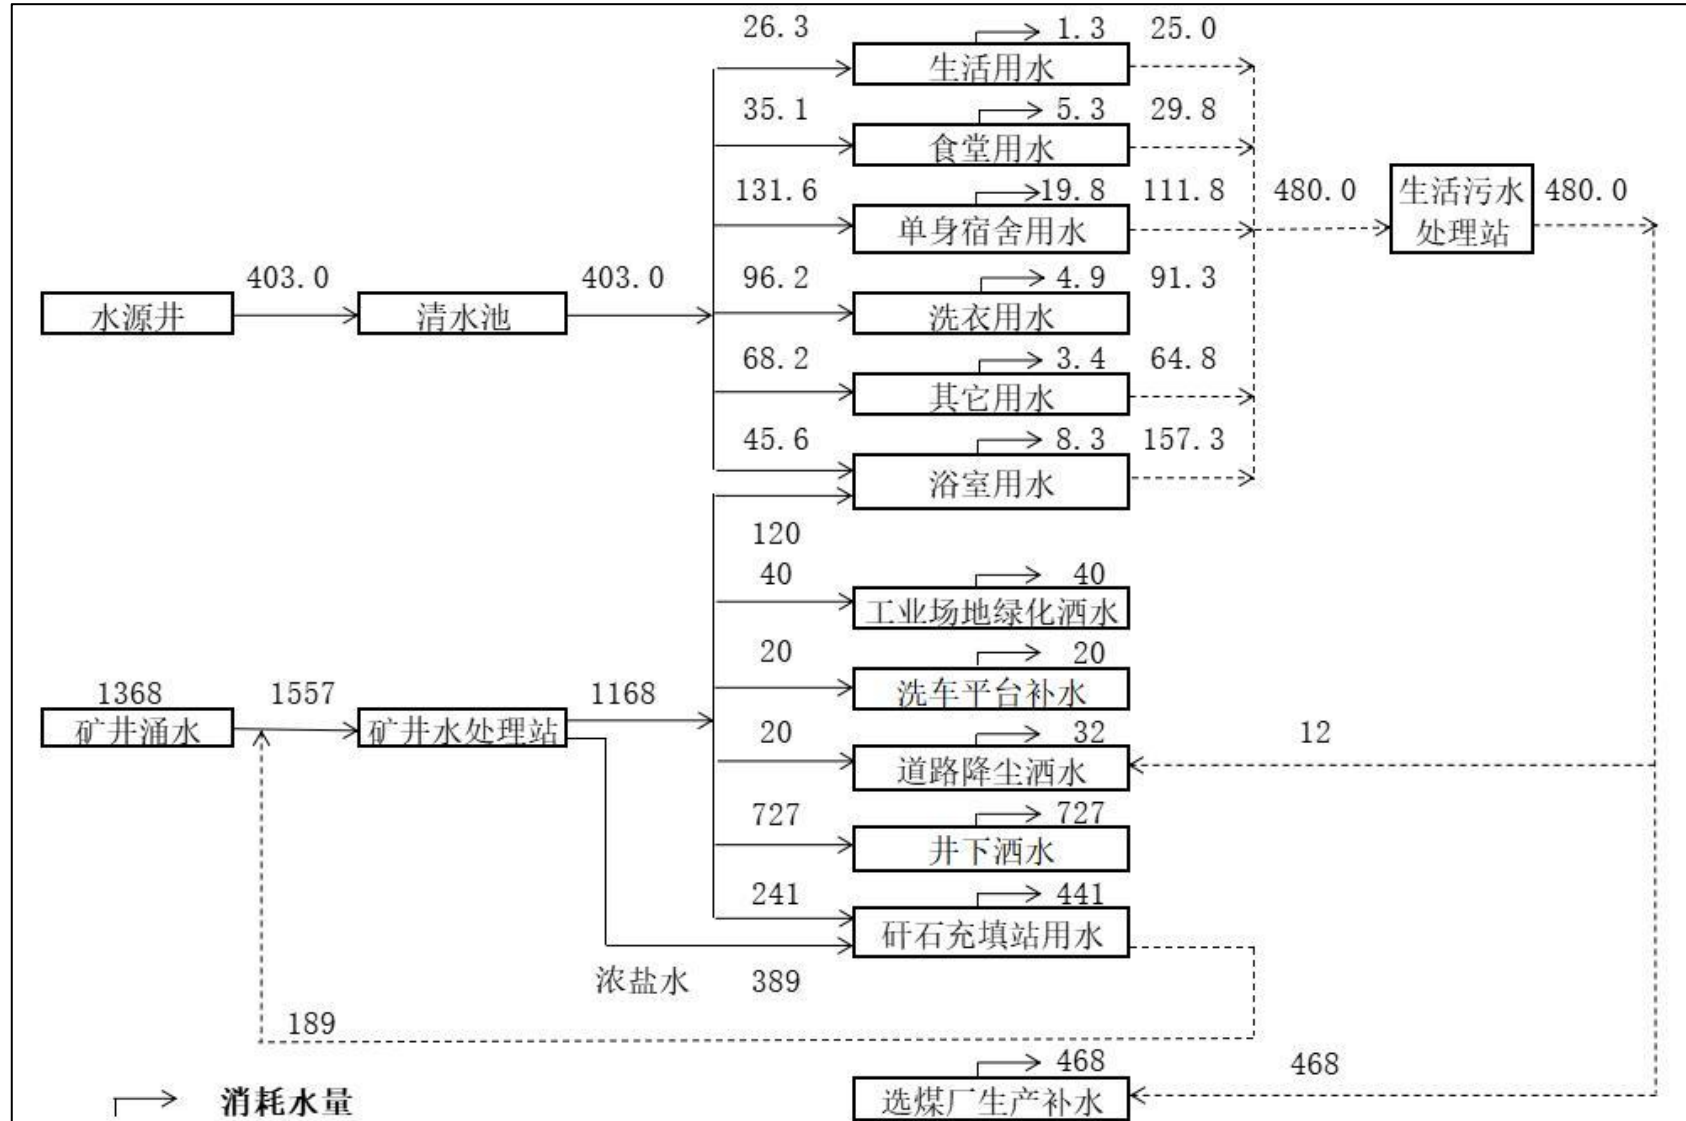 26.3
1.3
25.0
生活用水
35.1
5.3
29.8
食堂用水
131.6
19.8
111.8
480.0
生活污水
处理站
480.0
单身宿舍用水
403.0
403.0
96.2
4.9
91.3
水源井
清水池
洗衣用水
68.2
3.4
64.8
其它用水
45.6
8.3
157.3
浴室用水
120
40
40
工业场地绿化洒水
20
20
洗车平台补水
1368
1557
1168
矿井涌水
矿井水处理站
20
32
12
道路降尘洒水
727
727
井下洒水
241
441
矸石充填站用水
浓盐水
389
189
468
468
选煤厂生产补水
消耗水量